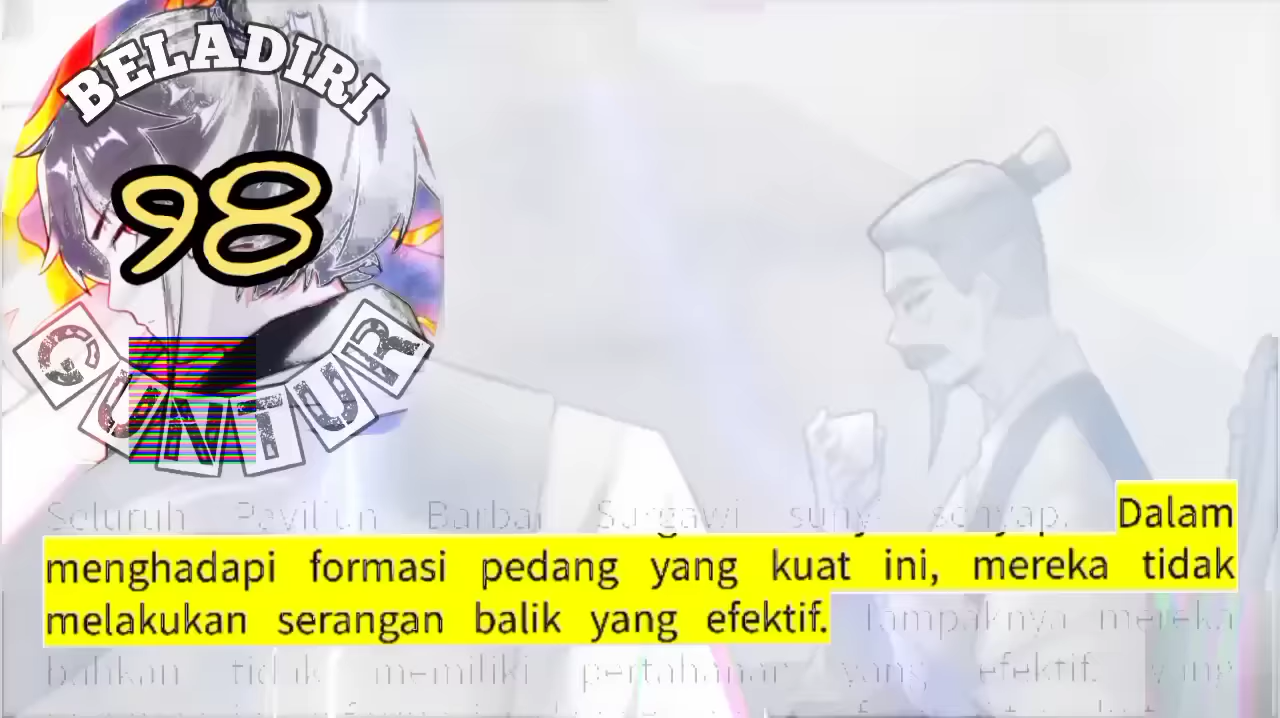 BELADIRI
98
GUNTUR
Seluruh Paviliun Barbar Surgawi sunyi senyap. Dalam
menghadapi formasi pedang yang kuat ini, mereka tidak
melakukan serangan balik yang efektif. Tampaknya mereka
bahkan tidak memiliki pertahanan yang efektif. yang